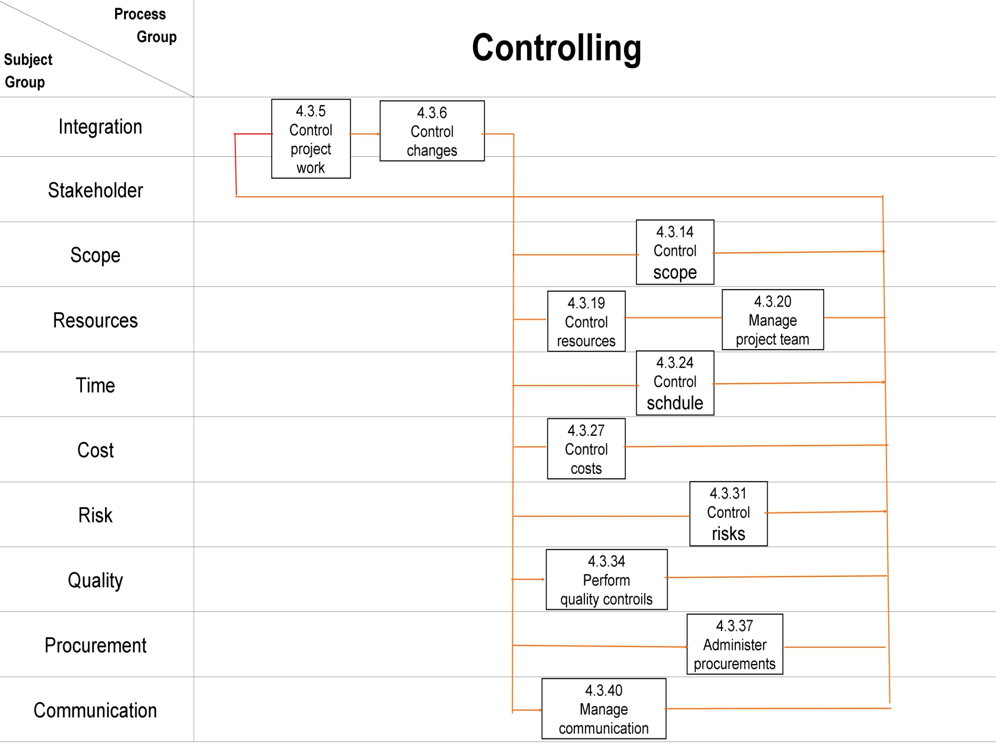 Process
Group
Subject
Group
Controlling
Integration
4.3.5
Control
project
work
4.3.6
Control
changes
Stakeholder
Scope
4.3.14
Control
scope
Resources
4.3.19
Control
resources
4.3.20
Manage
project team
Time
4.3.24
Control
schdule
Cost
4.3.27
Control
costs
Risk
4.3.31
Control
risks
Quality
4.3.34
Perform
quality controils
Procurement
4.3.37
Administer
procurements
Communication
4.3.40
Manage
communication